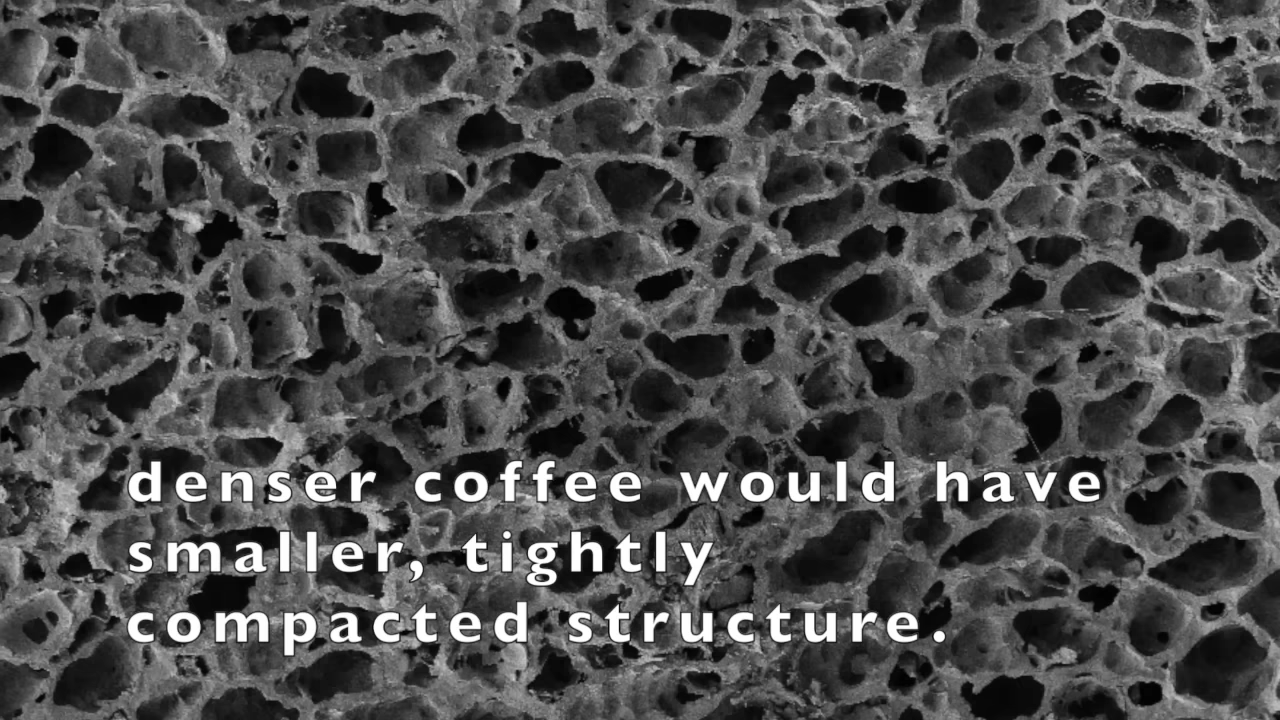 denser coffee would have
smaller, tightly
compacted structure.